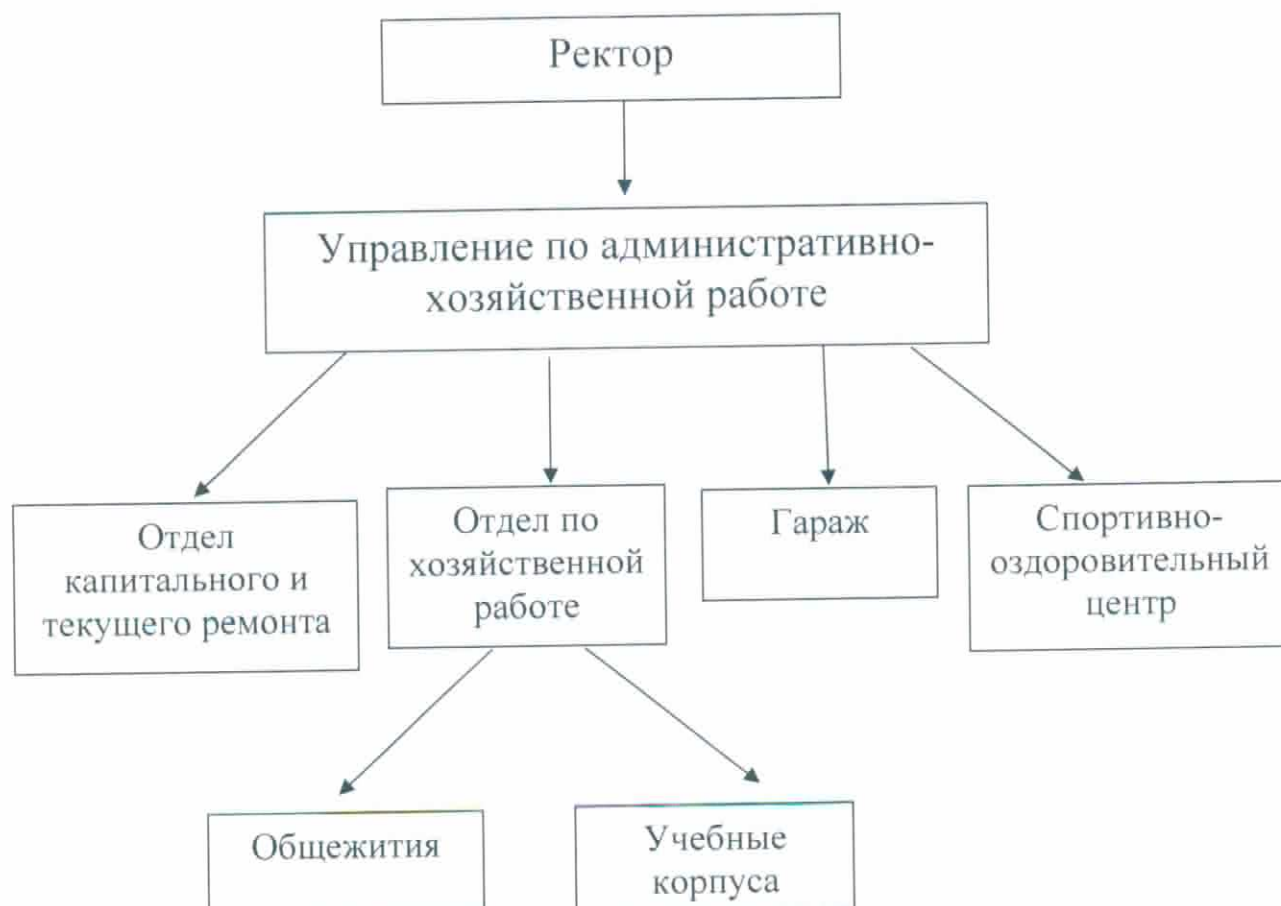 Ректор
Управление по административно-
хозяйственной работе
Отдел
капитального и
текущего ремонта
Отдел по
хозяйственной
работе
Гараж
Спортивно-
оздоровительный
центр
Общежития
Учебные
корпуса